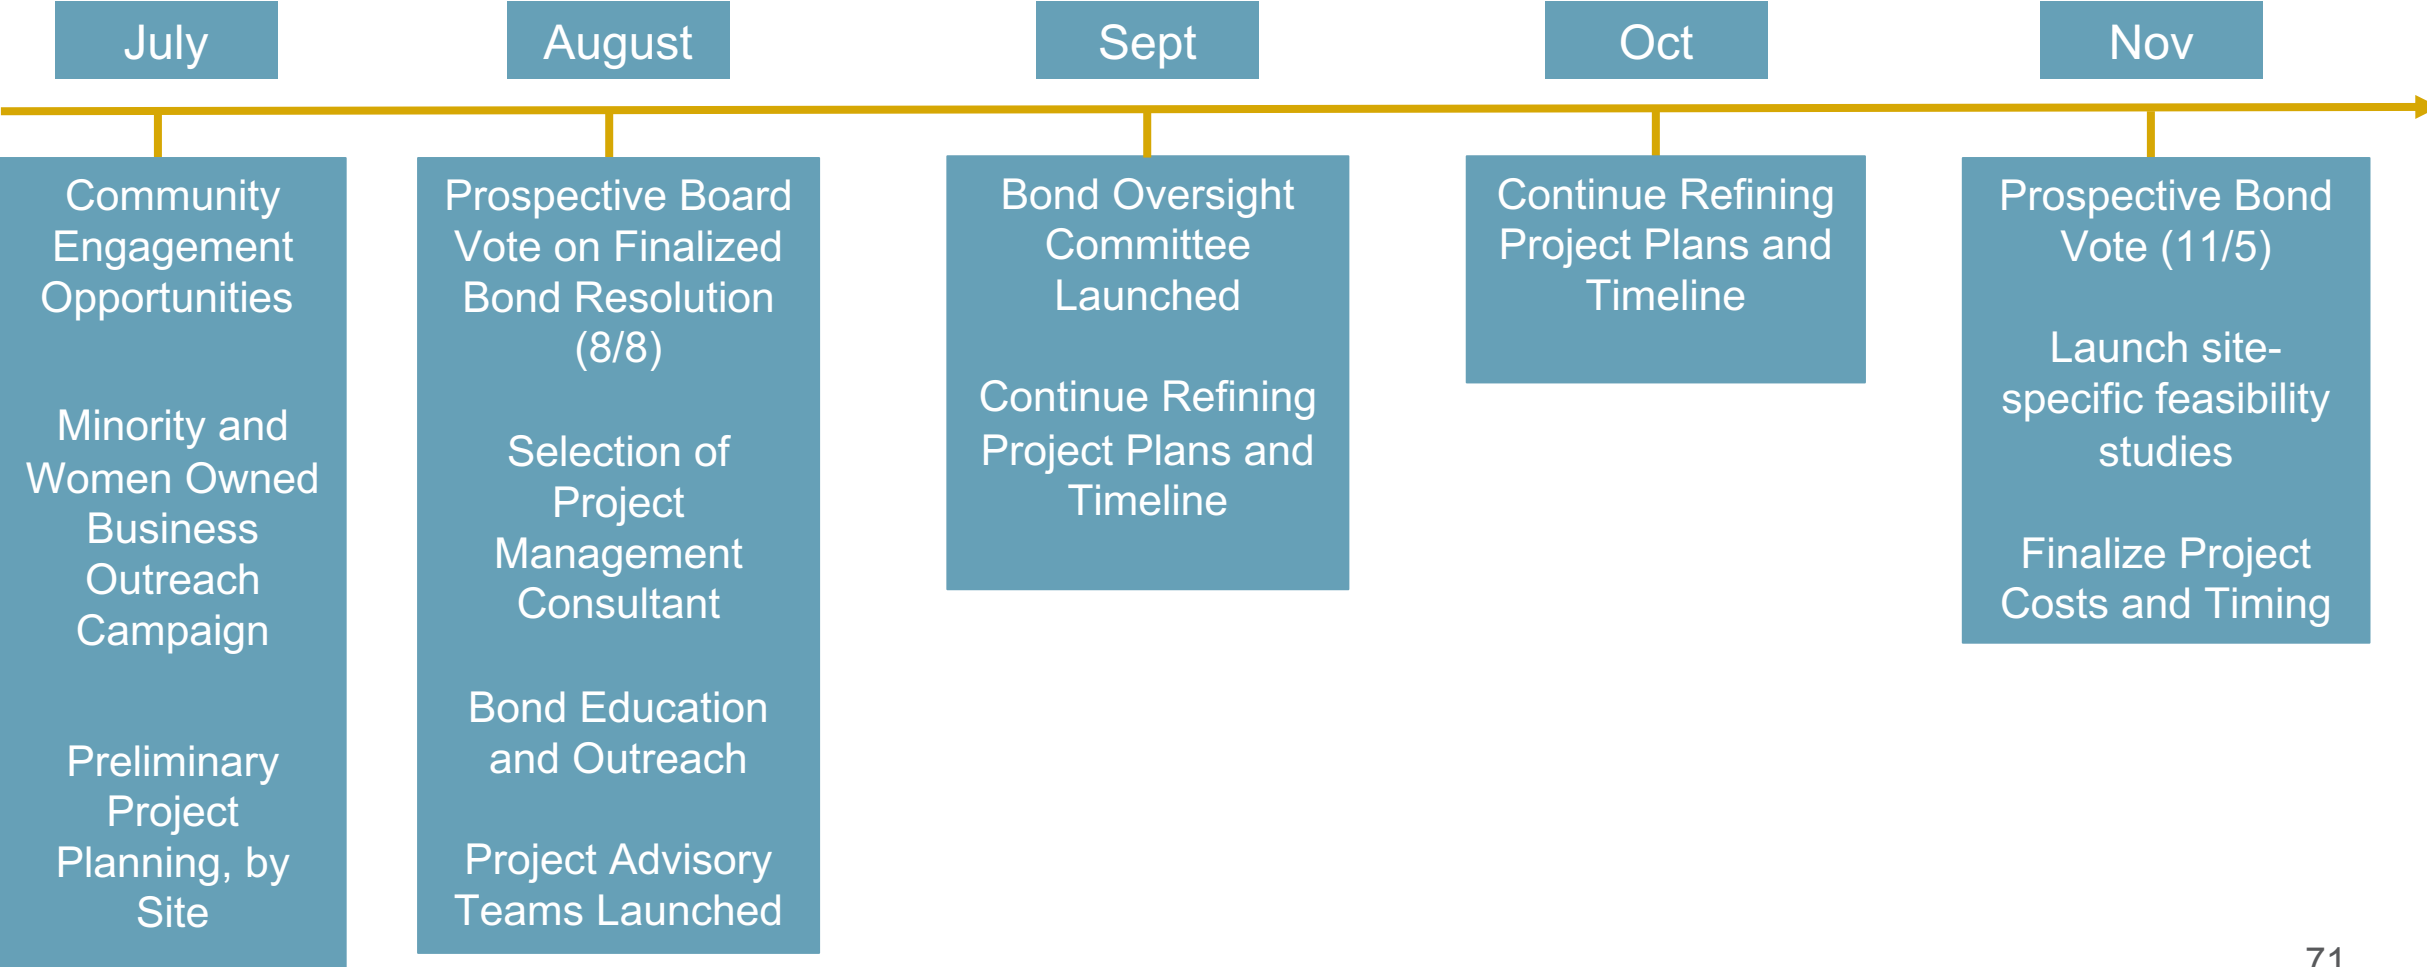 July
August
Sept
Oct
Nov
Community
Engagement
Opportunities
Minority and
Women Owned
Business
Outreach
Campaign
Preliminary
Project
Planning, by
Site
Prospective Board
Vote on Finalized
Bond Resolution
(8/8)
Selection of
Project
Management
Consultant
Bond Education
and Outreach
Project Advisory
Teams Launched
Bond Oversight
Committee
Launched
Continue Refining
Project Plans and
Timeline
Continue Refining
Project Plans and
Timeline
Prospective Bond
Vote (11/5)
Launch site-
specific feasibility
studies
Finalize Project
Costs and Timing
71